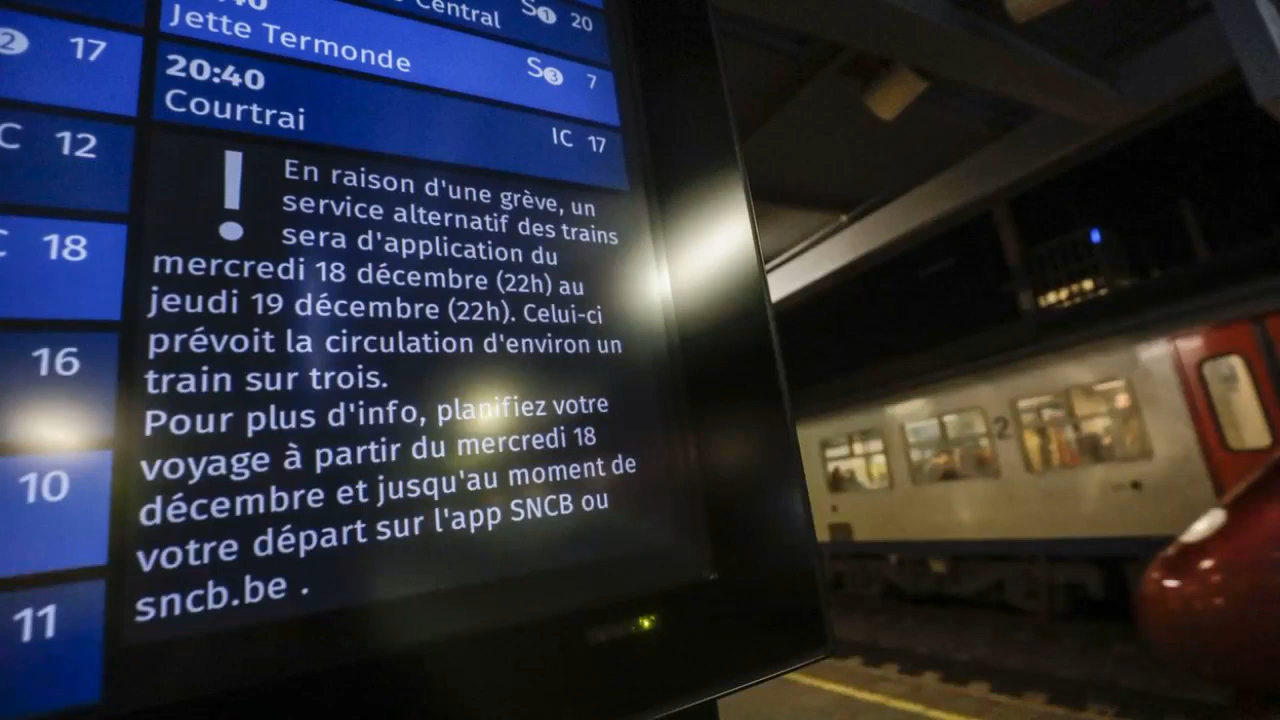 Central S1 20
Jette Termonde S3 7
20:40
Courtrai IC 17
2 17
C 12
C 18
16
10
11
! En raison d'une grève, un
service alternatif des trains
sera d'application du
mercredi 18 décembre (22h) au
jeudi 19 décembre (22h). Celui-ci
prévoit la circulation d'environ un
train sur trois.
Pour plus d'info, planifiez votre
voyage à partir du mercredi 18
décembre et jusqu'au moment de
votre départ sur l'app SNCB ou
sncb.be .
2